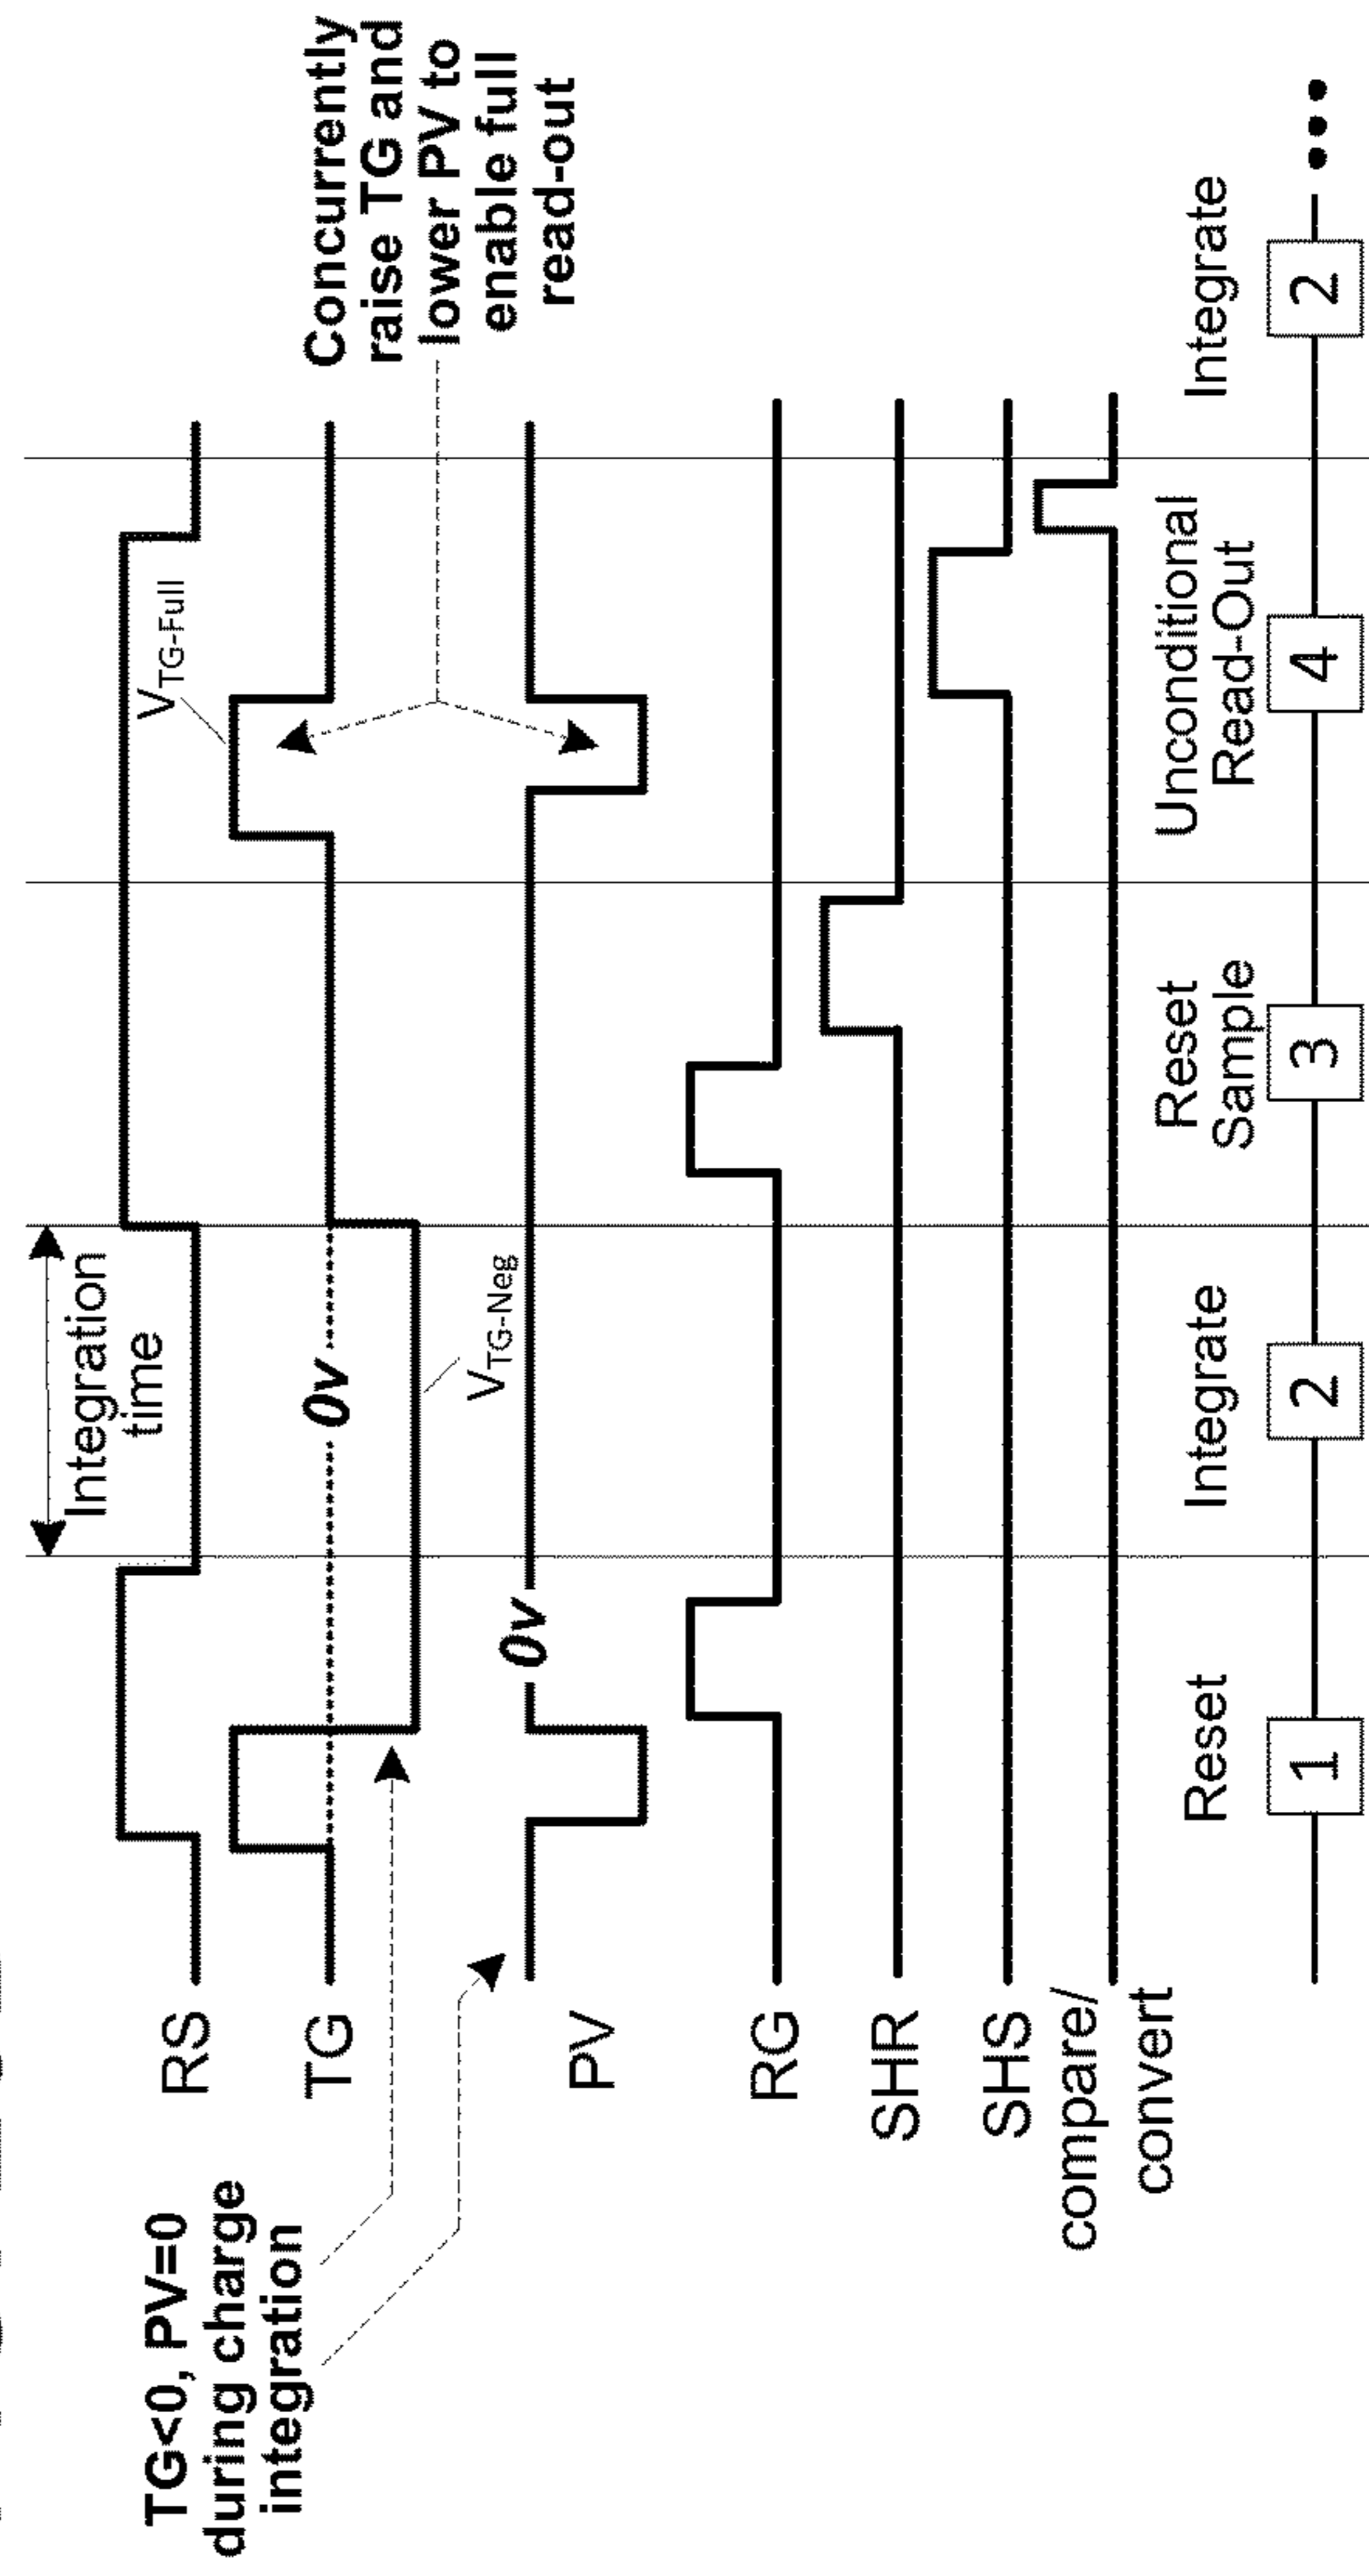 Integration
time
TG<0, PV=0
during charge
integration
RS
TG
PV
RG
SHR
SHS
compare/
convert
V_TG-Full
0v
V_TG-Neg
0v
Concurrently
raise TG and
lower PV to
enable full
read-out
Reset
Integrate
Reset
Sample
Unconditional
Read-Out
Integrate
1
2
3
4
2